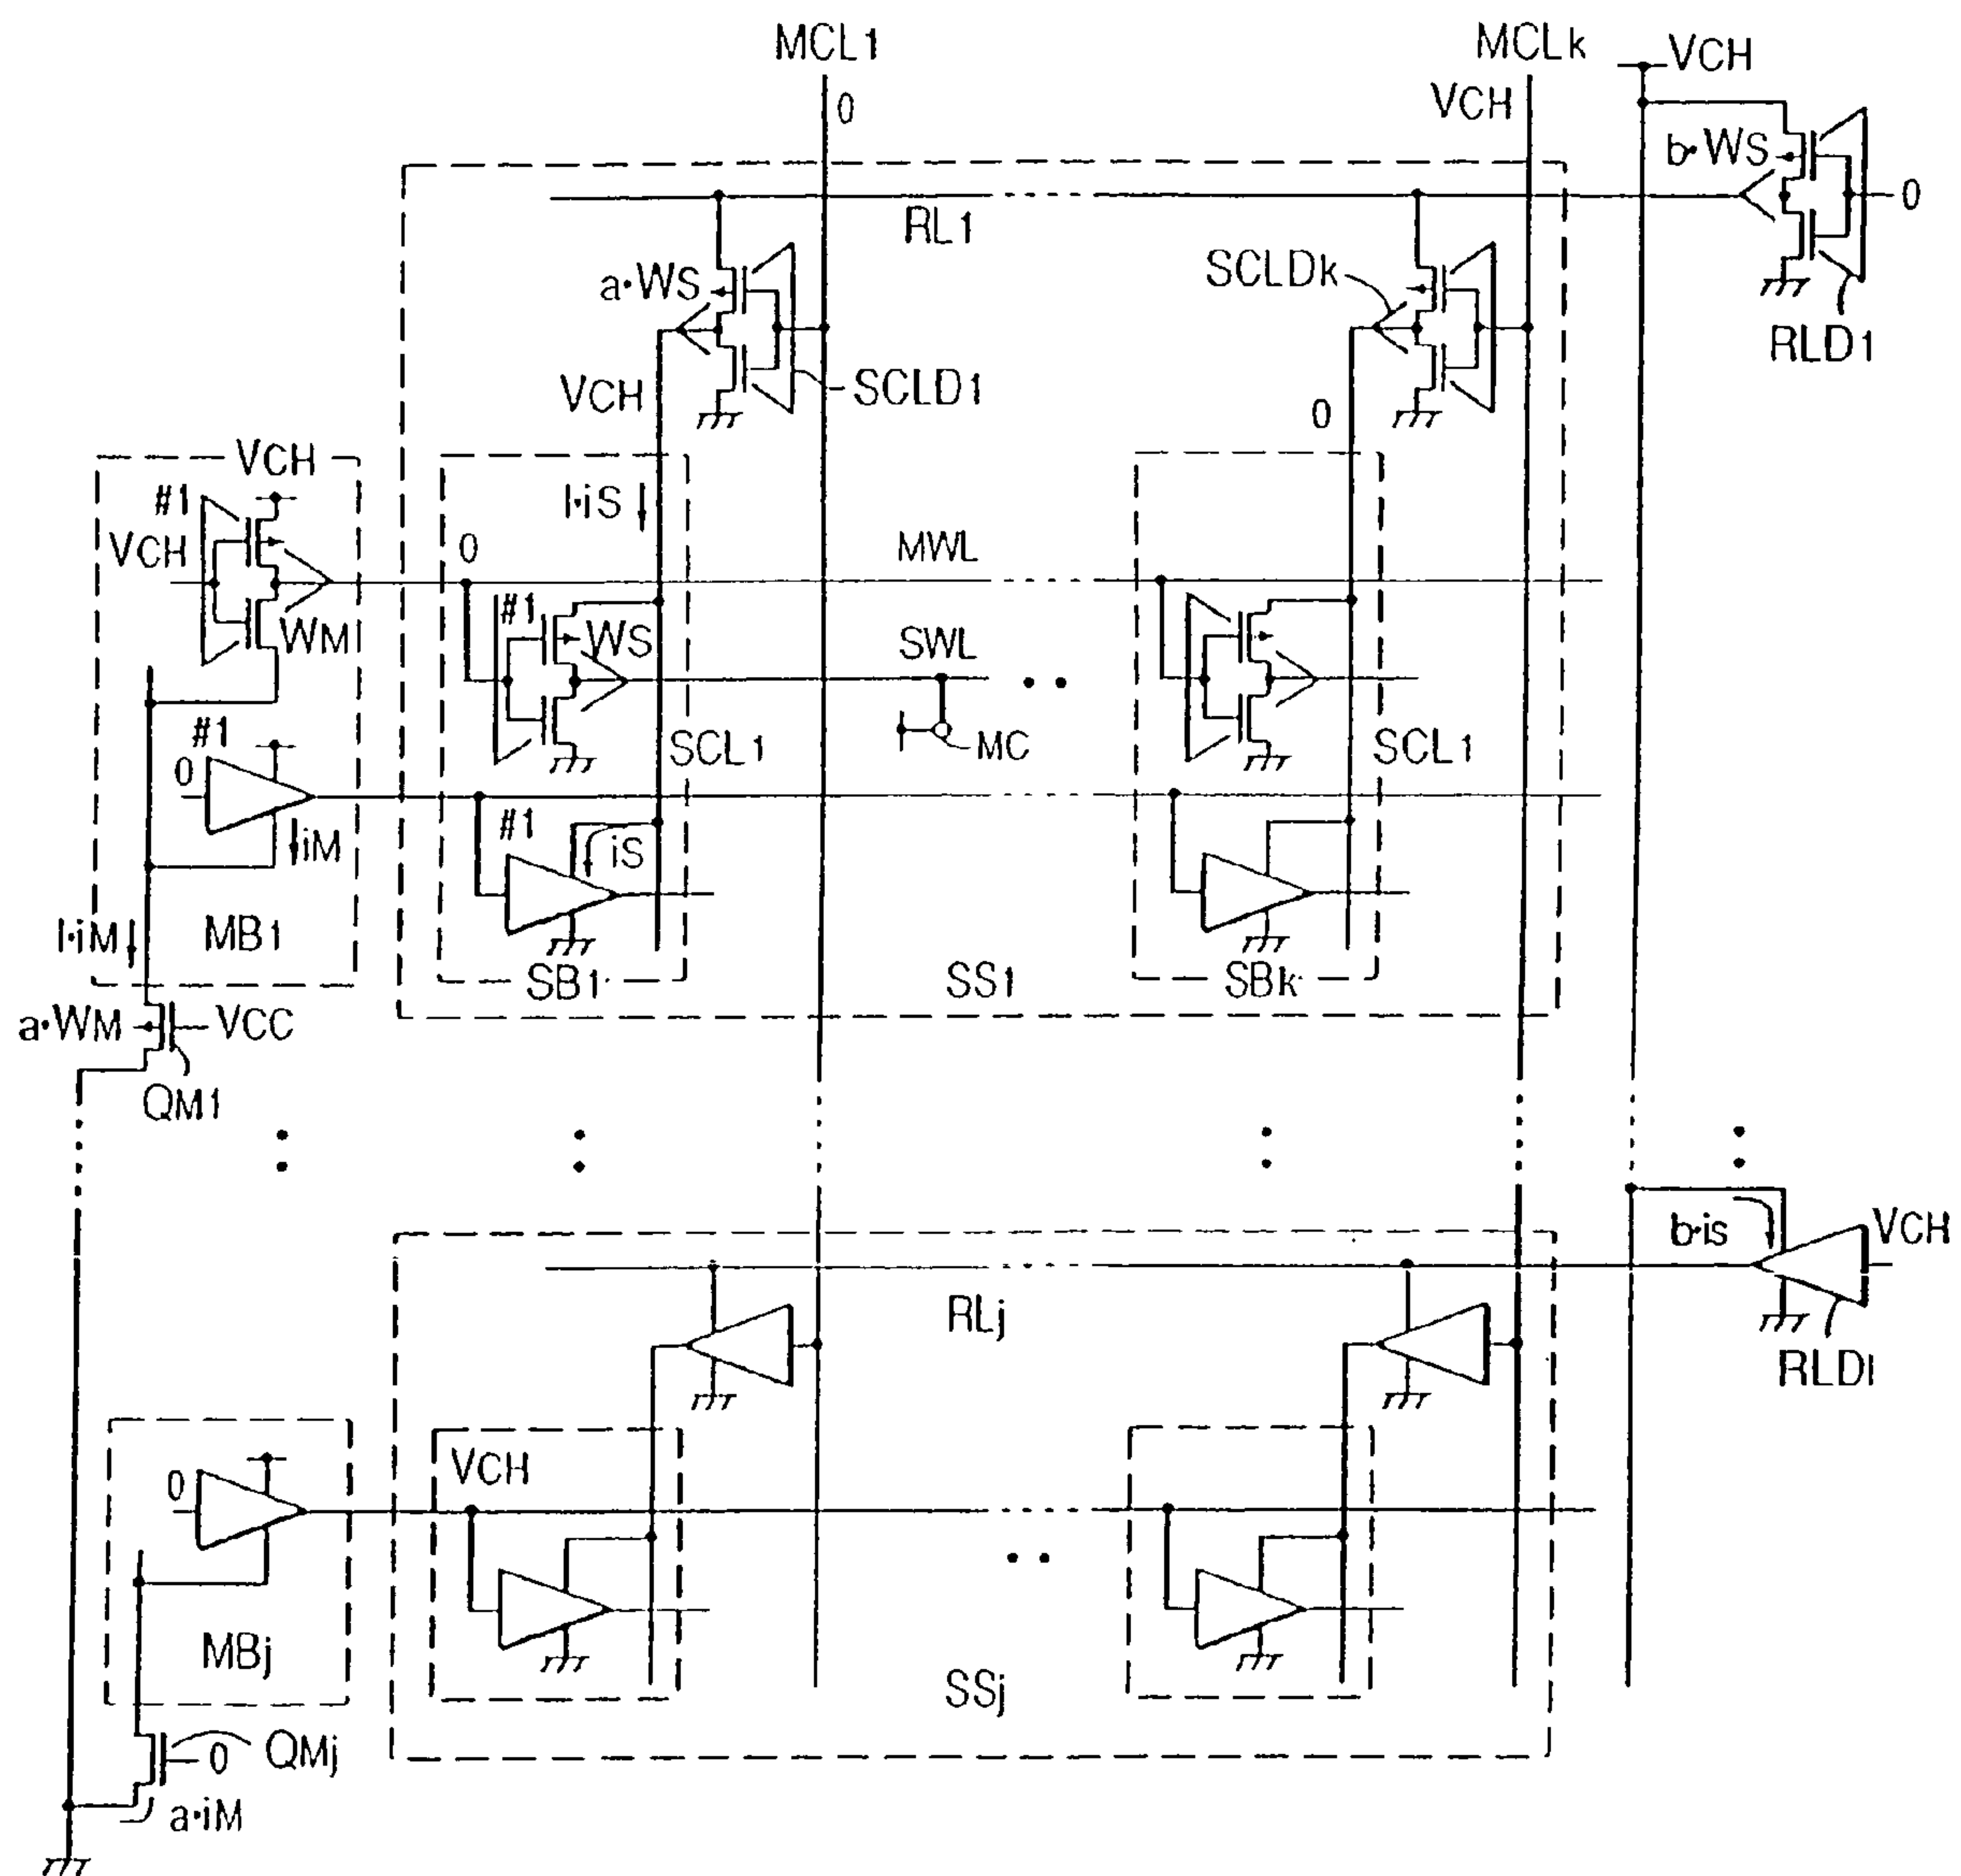 MCL1
MCLk
VCH
0
VCH
b·WS
0
RL1
a·WS
SCLDk
RLD1
SCLD1
VCH
0
VCH
#1
l·iS
VCH
0
MWL
#1
WM
WS
SWL
#1
SCL1
MC
SCL1
0
#1
iM
iS
l·iM
MB1
SB1
SS1
SBk
a·WM
VCC
QM1
b·is
VCH
RLj
RLDl
VCH
0
MBj
SSj
0
QMj
a·iM